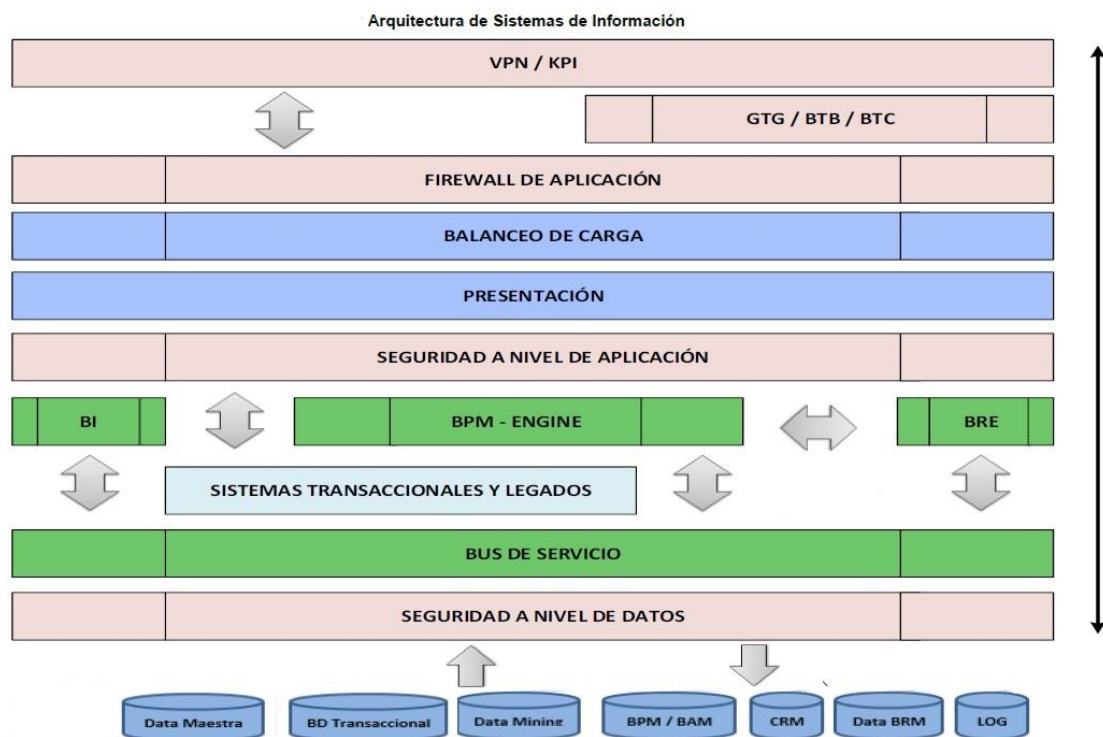 Arquitectura de Sistemas de Información
VPN / KPI
GTG / BTB / BTC
FIREWALL DE APLICACIÓN
BALANCEO DE CARGA
PRESENTACIÓN
SEGURIDAD A NIVEL DE APLICACIÓN
BI
BPM - ENGINE
BRE
SISTEMAS TRANSACCIONALES Y LEGADOS
BUS DE SERVICIO
SEGURIDAD A NIVEL DE DATOS
Data Maestra
BD Transaccional
Data Mining
BPM / BAM
CRM
Data BRM
LOG